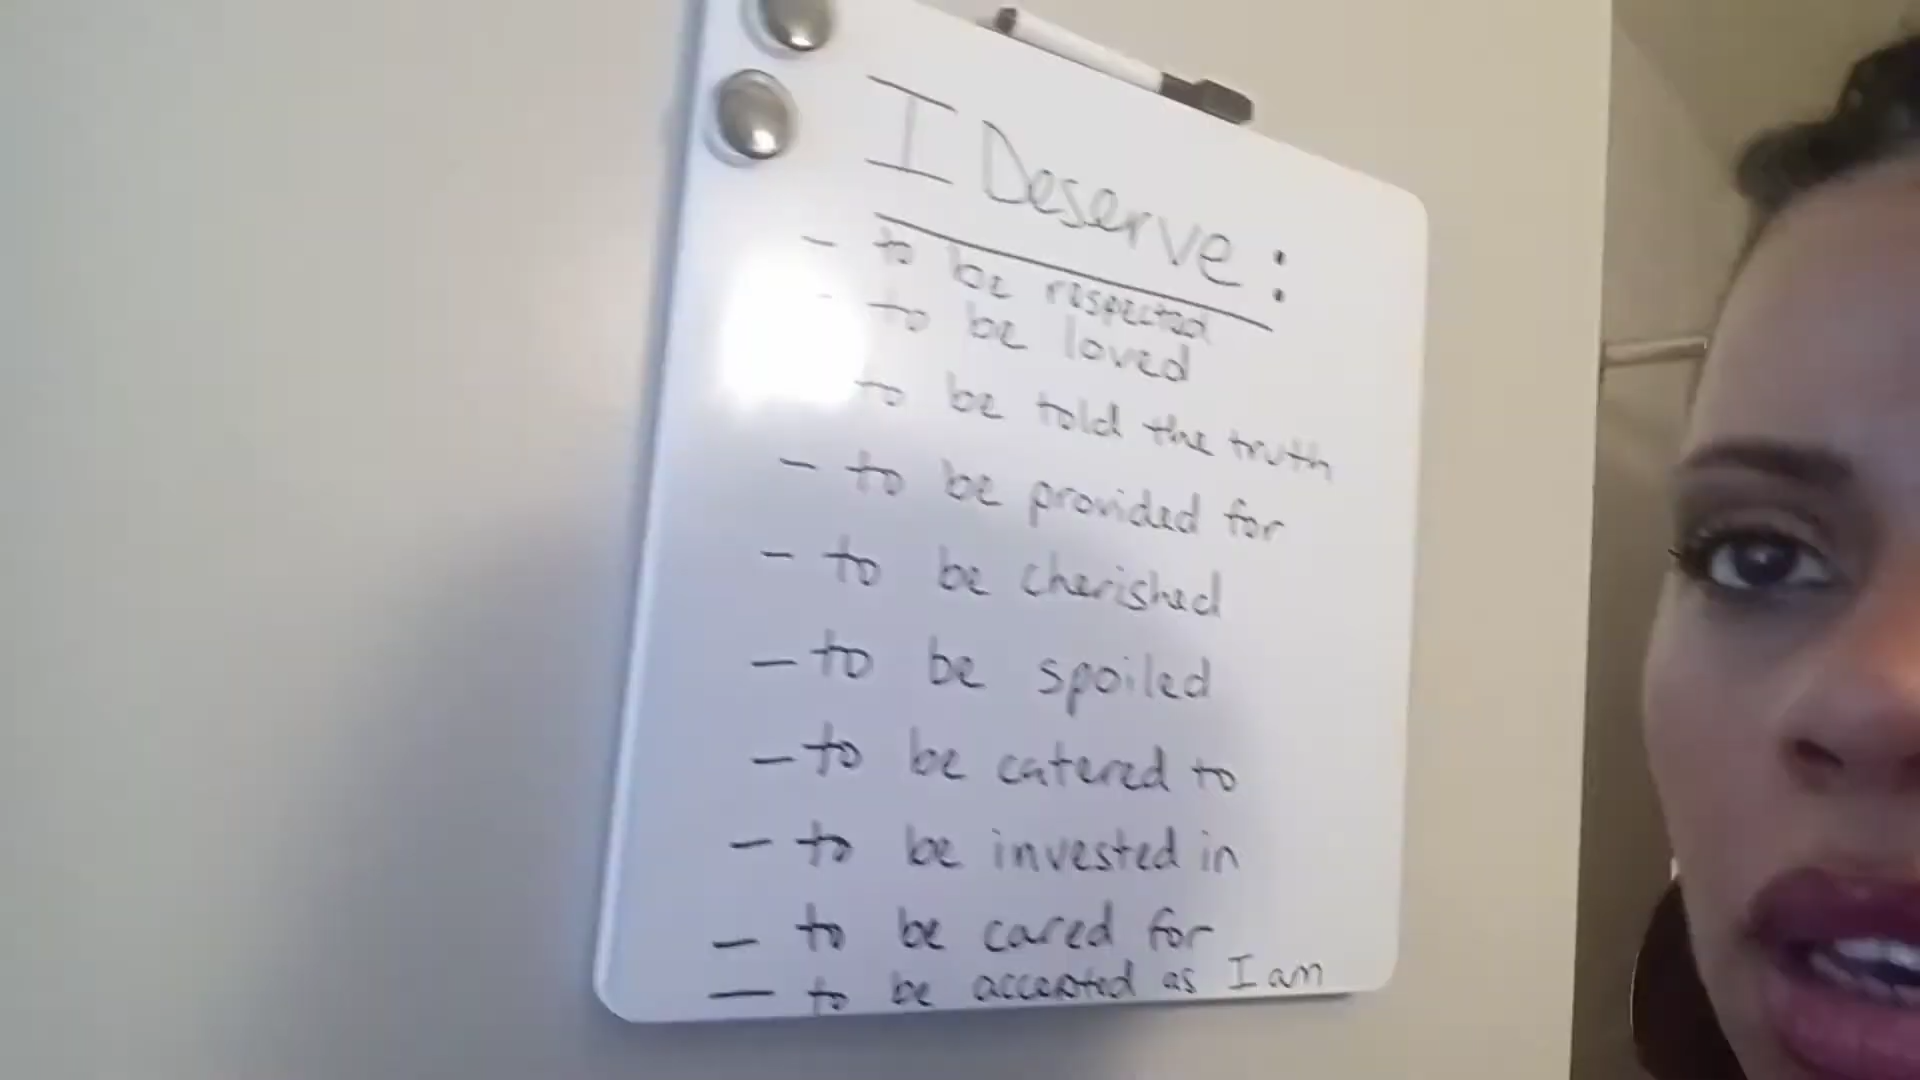 I Deserve:
- to be respected
- to be loved
to be told the truth
- to be provided for
- to be cherished
- to be spoiled
- to be catered to
- to be invested in
- to be cared for
- to be accepted as I am